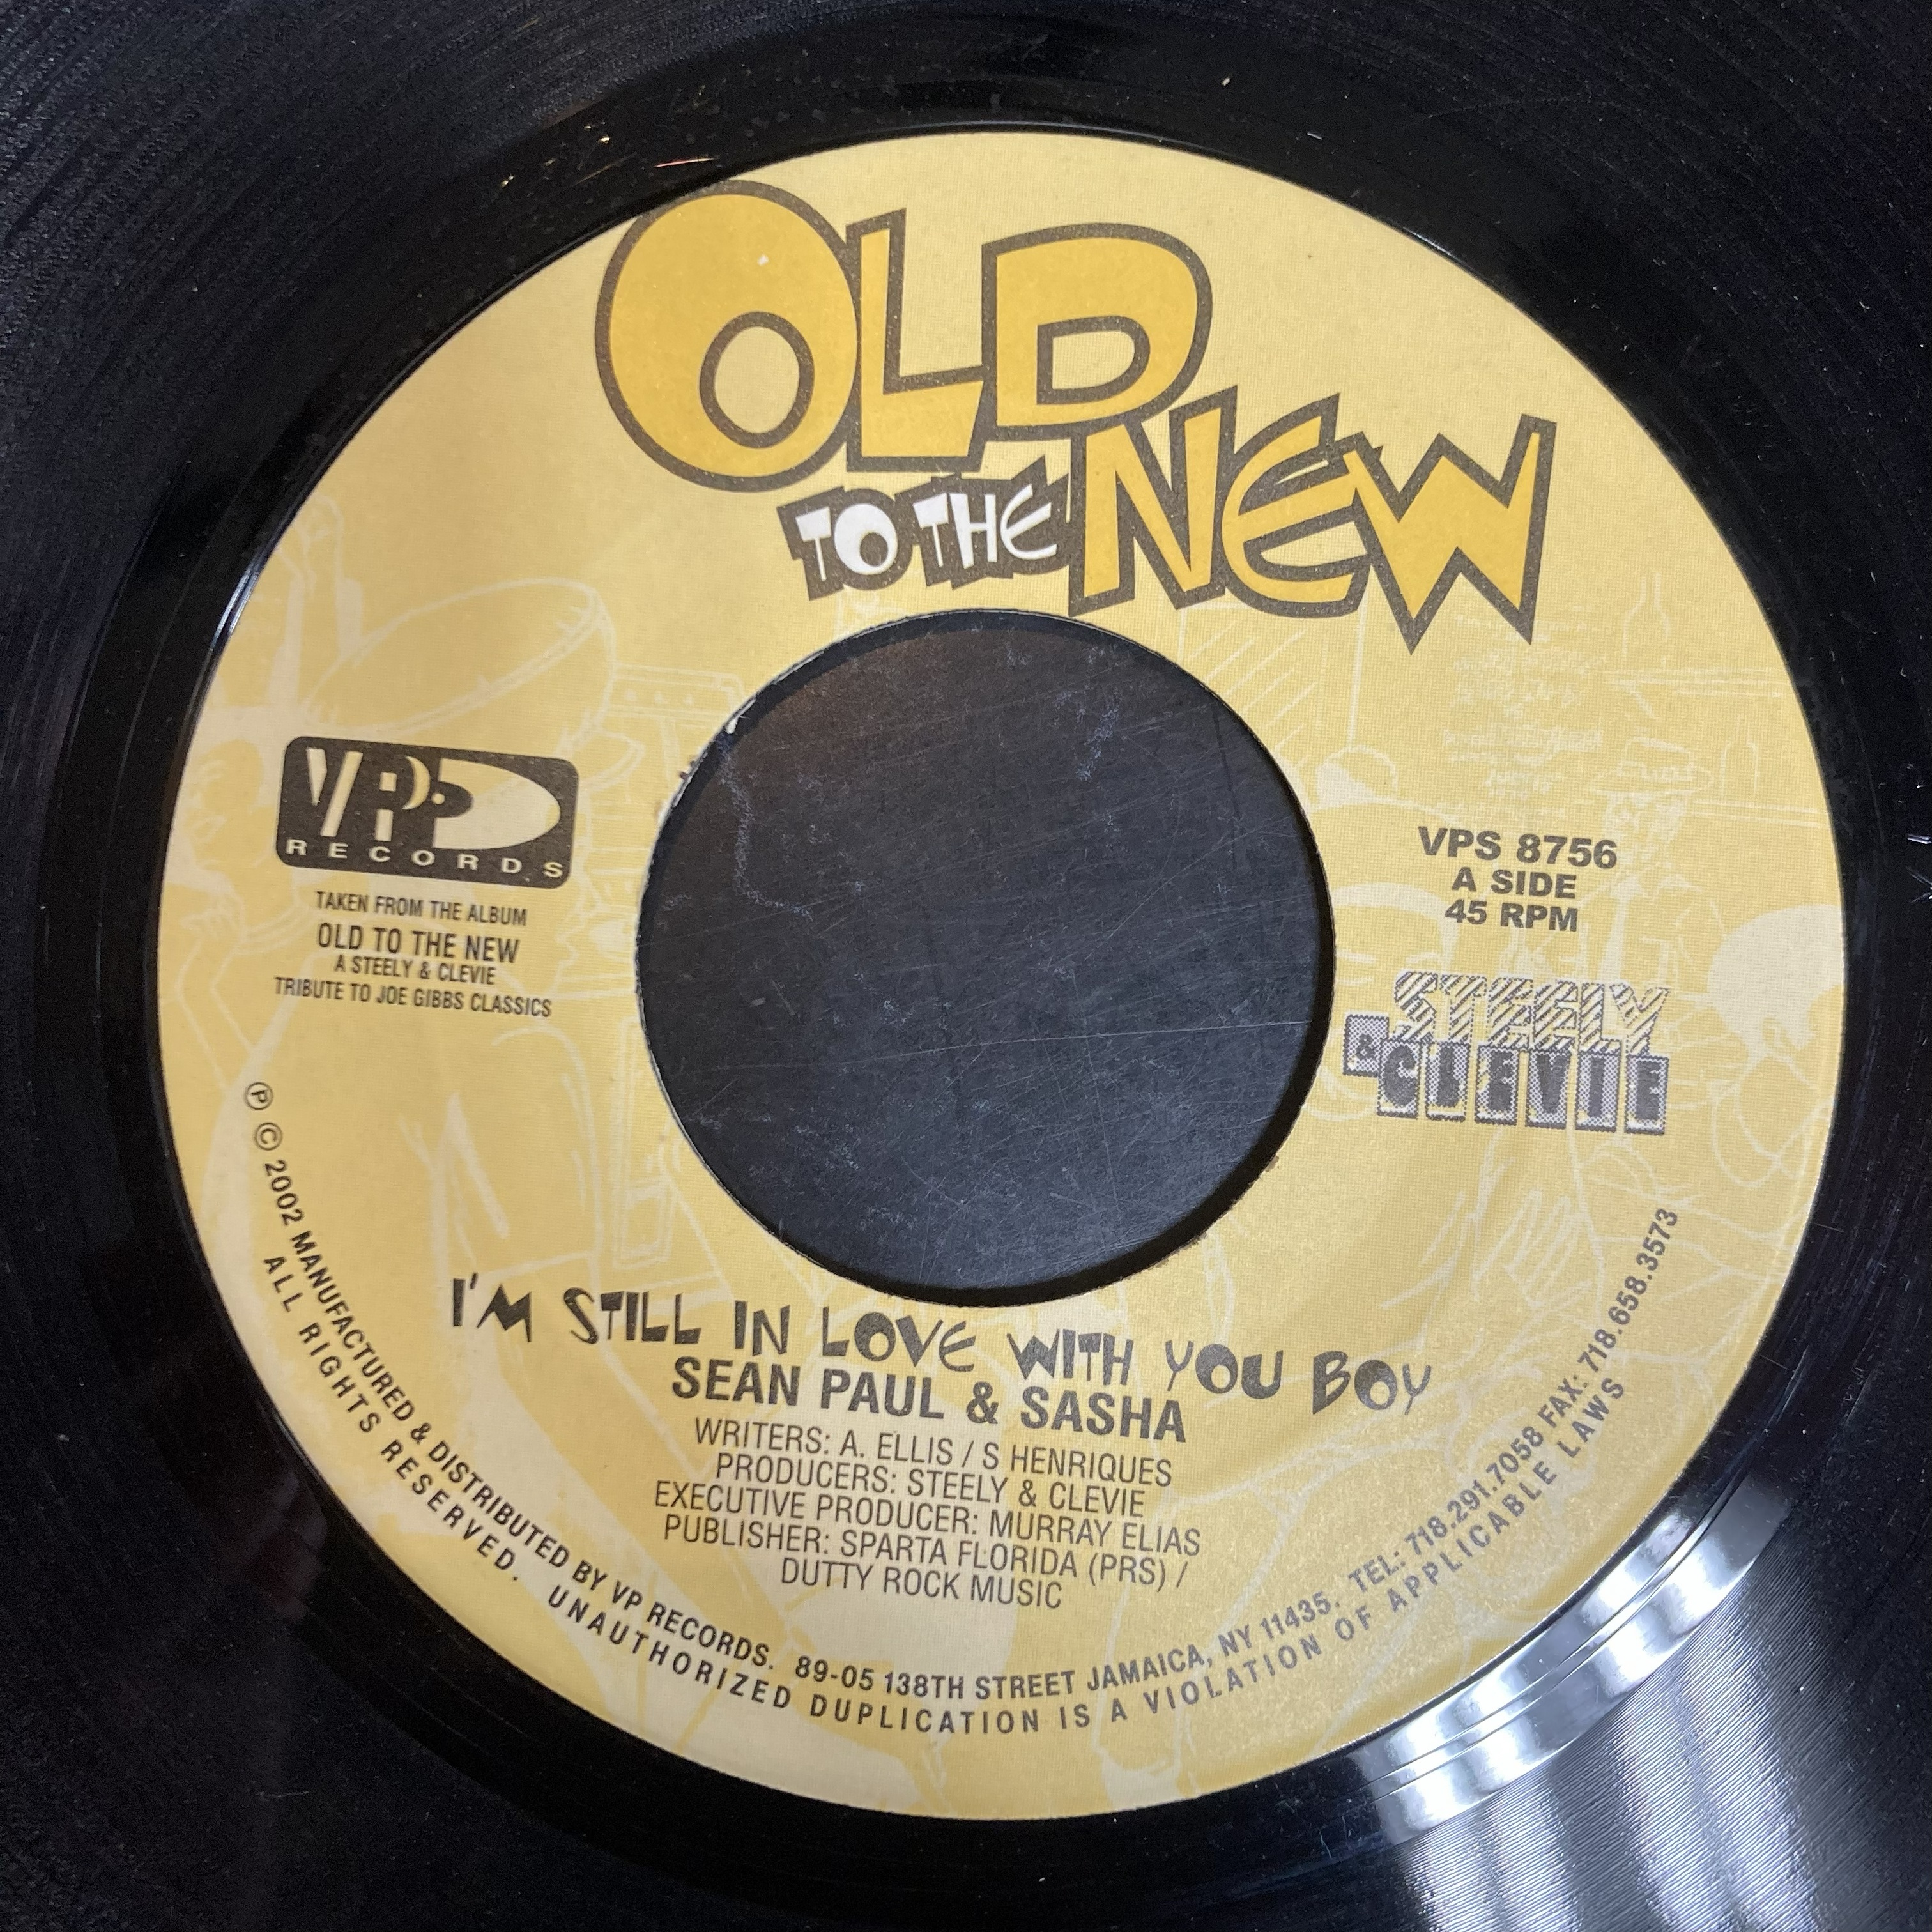 OLD
TO THE NEW
VP
RECORDS
TAKEN FROM THE ALBUM
OLD TO THE NEW
A STEELY & CLEVIE
TRIBUTE TO JOE GIBBS CLASSICS
VPS 8756
A SIDE
45 RPM
STEELY
& CLEVIE
I'M STILL IN LOVE WITH YOU BOY
SEAN PAUL & SASHA
WRITERS: A. ELLIS / S HENRIQUES
PRODUCERS: STEELY & CLEVIE
EXECUTIVE PRODUCER: MURRAY ELIAS
PUBLISHER: SPARTA FLORIDA (PRS) /
DUTTY ROCK MUSIC
Ⓟ © 2002 MANUFACTURED & DISTRIBUTED BY VP RECORDS. 89-05 138TH STREET JAMAICA, NY 11435. TEL: 718.291.7058 FAX: 718.658.3573
ALL RIGHTS RESERVED. UNAUTHORIZED DUPLICATION IS A VIOLATION OF APPLICABLE LAWS